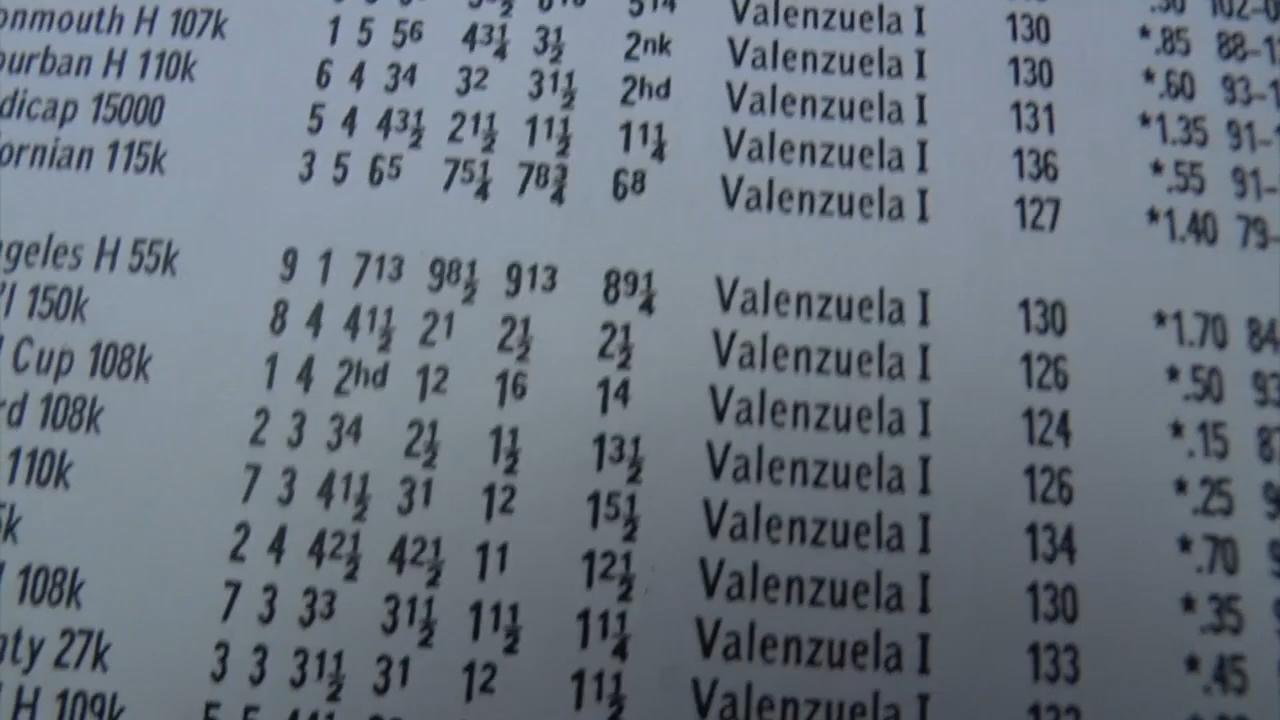 514 Valenzuela I 130 *.85 88-1
onmouth H 107k 1 5 56 43¼ 3½ 2nk Valenzuela I 130 *.60 93-1
urban H 110k 6 4 34 32 31½ 2hd Valenzuela I 131 *1.35 91-
dicap 15000 5 4 43½ 21½ 11½ 11¼ Valenzuela I 136 *.55 91-
ornian 115k 3 5 65 75¼ 78¾ 68 Valenzuela I 127 *1.40 79-
geles H 55k 9 1 713 98½ 913 89¼ Valenzuela I 130 *1.70 84
'l 150k 8 4 41½ 21 2½ 2½ Valenzuela I 126 *.50 93
Cup 108k 1 4 2hd 12 16 14 Valenzuela I 124 *.15 87
rd 108k 2 3 34 2½ 1½ 13½ Valenzuela I 126 *.25 9
110k 7 3 41½ 31 12 15½ Valenzuela I 134 *.70
k 2 4 42½ 42½ 11 12½ Valenzuela I 130 *.35
108k 7 3 33 31½ 11½ 11¼ Valenzuela I 133 *.45
nty 27k 3 3 31½ 31 12 11½ Valenzuela I
H 109k